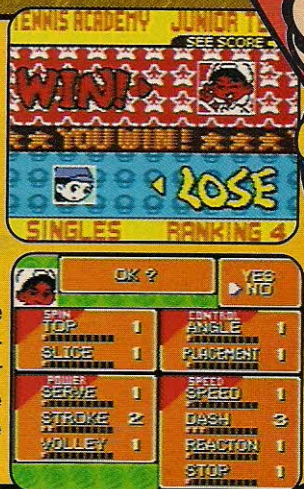 TENNIS ACADEMY JUNIOR TE
SEE SCORE
WIN!
YOU WIN!
LOSE
SINGLES RANKING 4
OK ? YES
NO
SPIN CONTROL
TOP 1 ANGLE 1
SLICE 1 PLACEMENT 1
POWER SPEED
SERVE 1 SPEED 1
STROKE 2 DASH 3
VOLLEY 1 REACTON 1
STOP 1